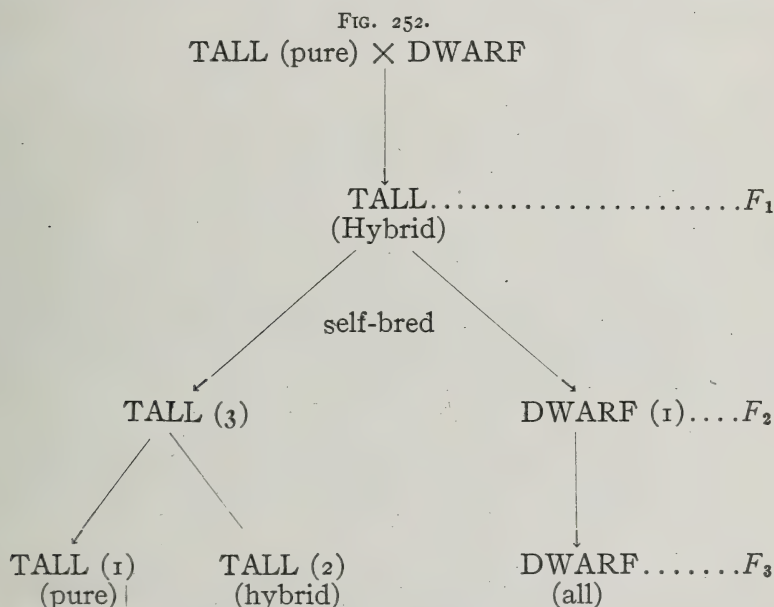 FIG. 252.
TALL (pure) × DWARF
TALL.......................F1
(Hybrid)
self-bred
TALL (3) DWARF (1)....F2
TALL (1) TALL (2) DWARF.......F3
(pure) (hybrid) (all)